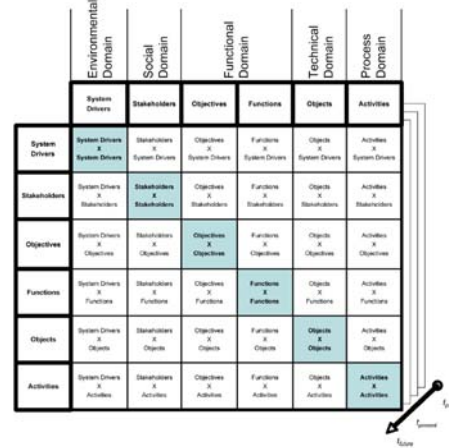 Environmental
Domain
Social
Domain
Functional
Domain
Technical
Domain
Process
Domain
System
Drivers
Stakeholders
Objectives
Functions
Objects
Activities
System
Drivers
System Drivers
X
System Drivers
Stakeholders
X
System Drivers
Objectives
X
System Drivers
Functions
X
System Drivers
Objects
X
System Drivers
Activities
X
System Drivers
Stakeholders
System Drivers
X
Stakeholders
Stakeholders
X
Stakeholders
Objectives
X
Stakeholders
Functions
X
Stakeholders
Objects
X
Stakeholders
Activities
X
Stakeholders
Objectives
System Drivers
X
Objectives
Stakeholders
X
Objectives
Objectives
X
Objectives
Functions
X
Objectives
Objects
X
Objectives
Activities
X
Objectives
Functions
System Drivers
X
Functions
Stakeholders
X
Functions
Objectives
X
Functions
Functions
X
Functions
Objects
X
Functions
Activities
X
Functions
Objects
System Drivers
X
Objects
Stakeholders
X
Objects
Objectives
X
Objects
Functions
X
Objects
Objects
X
Objects
Activities
X
Objects
Activities
System Drivers
X
Activities
Stakeholders
X
Activities
Objectives
X
Activities
Functions
X
Activities
Objects
X
Activities
Activities
X
Activities
t present
t future